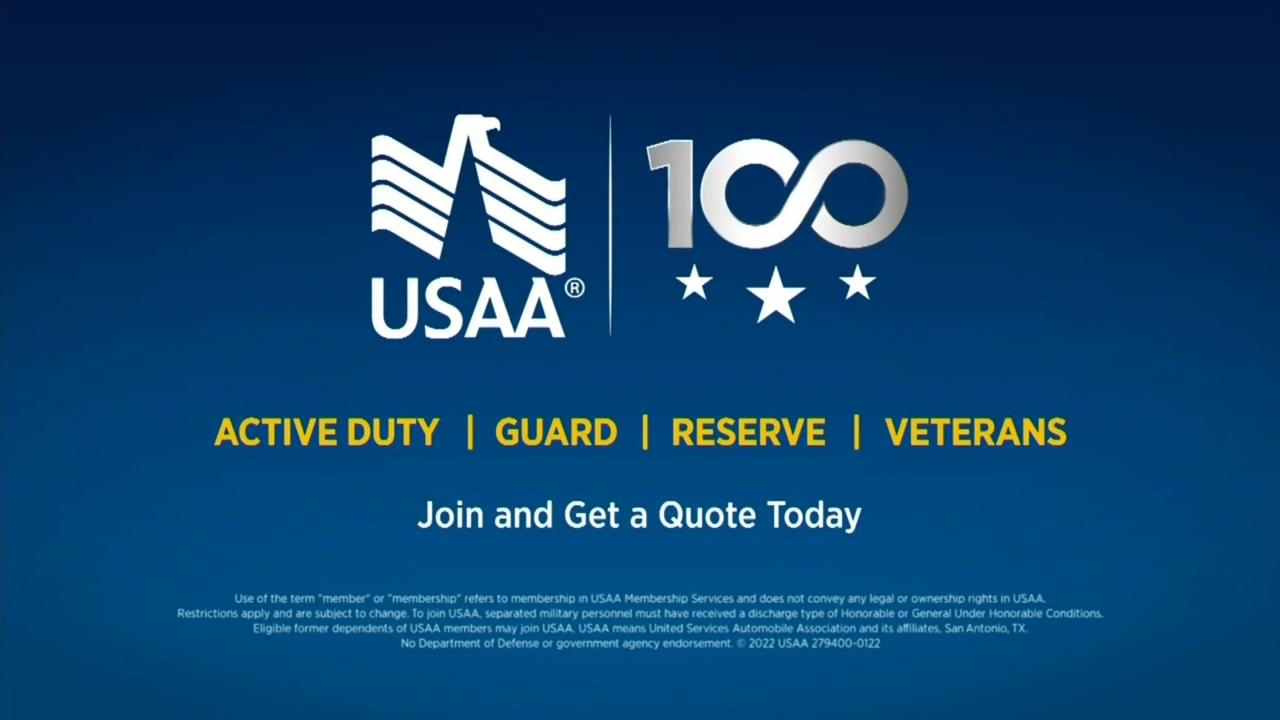 USAA® | 100
ACTIVE DUTY | GUARD | RESERVE | VETERANS
Join and Get a Quote Today
Use of the term "member" or "membership" refers to membership in USAA Membership Services and does not convey any legal or ownership rights in USAA.
Restrictions apply and are subject to change. To join USAA, separated military personnel must have received a discharge type of Honorable or General Under Honorable Conditions.
Eligible former dependents of USAA members may join USAA. USAA means United Services Automobile Association and its affiliates, San Antonio, TX.
No Department of Defense or government agency endorsement. © 2022 USAA 279400-0122